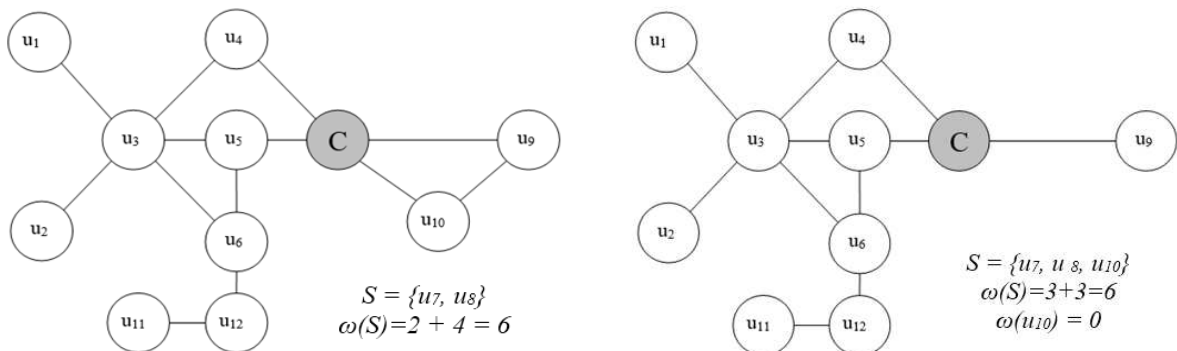 u1
u4
u3
u5
C
u9
u2
u10
u6
u11
u12
S = {u7, u8}
ω(S)=2 + 4 = 6
u1
u4
u3
u5
C
u9
u2
u6
u11
u12
S = {u7, u 8, u10}
ω(S)=3+3=6
ω(u10) = 0